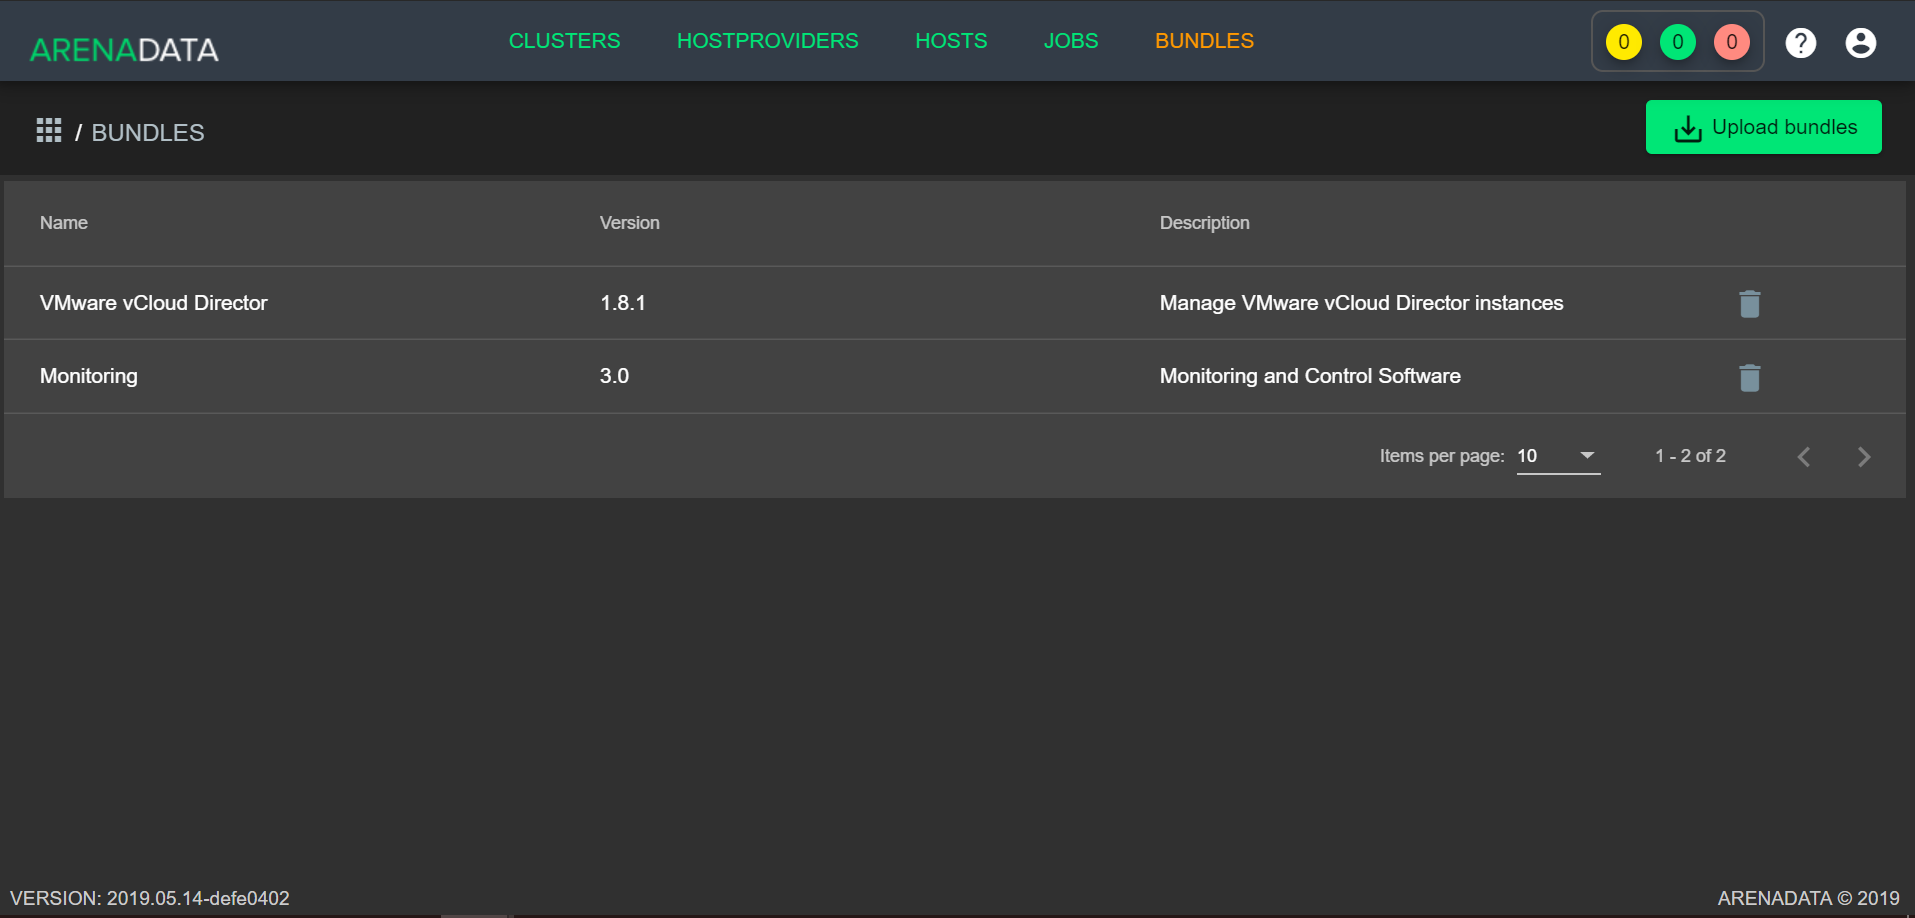 ARENADATA CLUSTERS HOSTPROVIDERS HOSTS JOBS BUNDLES 0 0 0 ?
/ BUNDLES Upload bundles
Name Version Description
VMware vCloud Director 1.8.1 Manage VMware vCloud Director instances
Monitoring 3.0 Monitoring and Control Software
Items per page: 10 1 - 2 of 2
VERSION: 2019.05.14-defe0402 ARENADATA © 2019